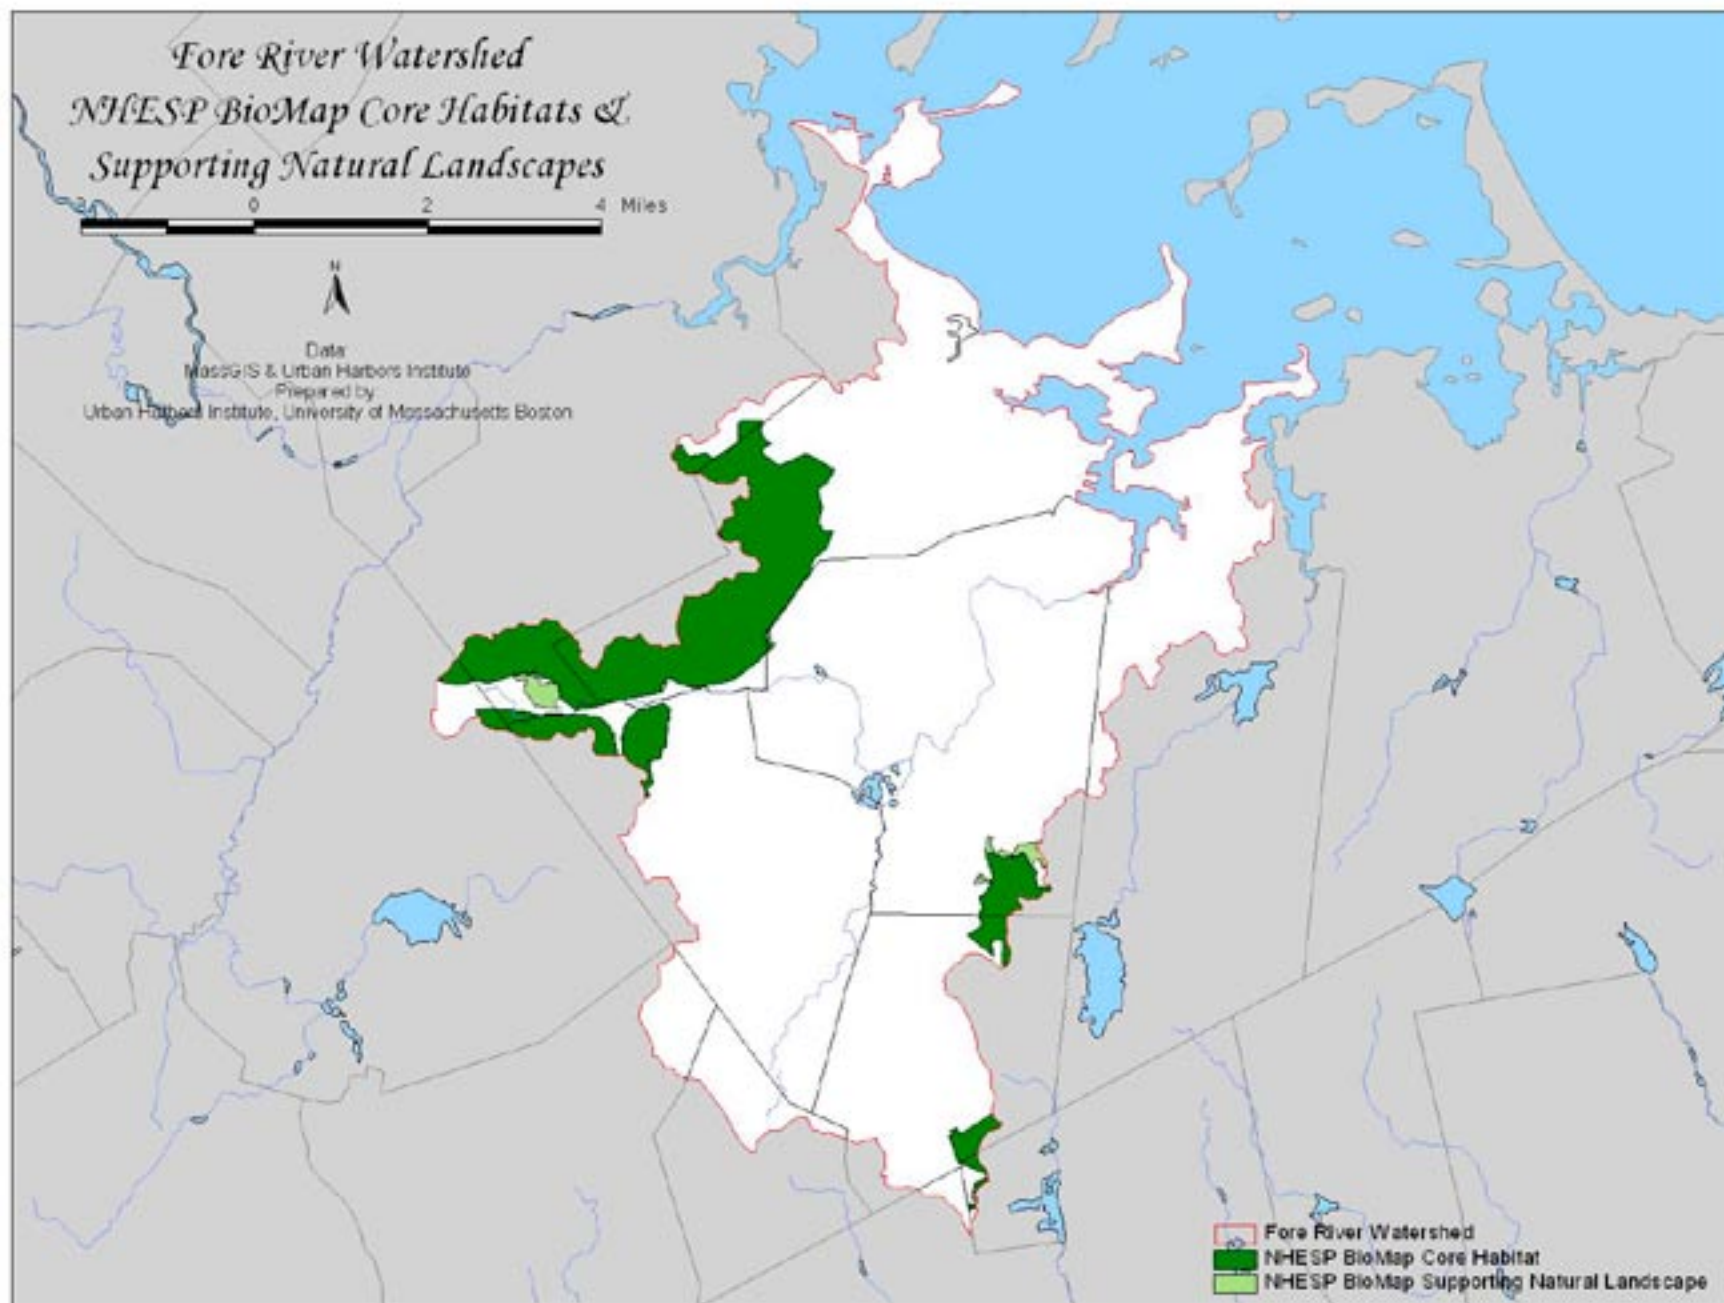 Fore River Watershed
NHESP BioMap Core Habitats &
Supporting Natural Landscapes
2 0 2 4 Miles
N
Data:
MassGIS & Urban Harbors Institute
Prepared by:
Urban Harbors Institute, University of Massachusetts Boston
Fore River Watershed
NHESP BioMap Core Habitat
NHESP BioMap Supporting Natural Landscape